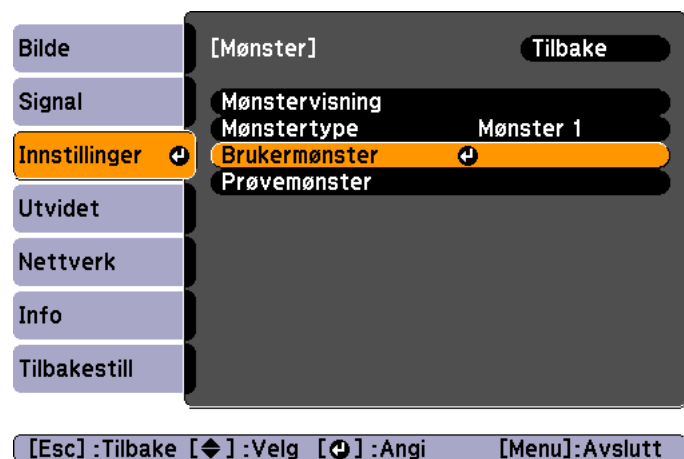 Bilde
Signal
Innstillinger
Utvidet
Nettverk
Info
Tilbakestill
[Mønster] Tilbake
Mønstervisning
Mønstertype Mønster 1
Brukermønster
Prøvemønster
[Esc] :Tilbake [◆] :Velg [⏎] :Angi [Menu]:Avslutt